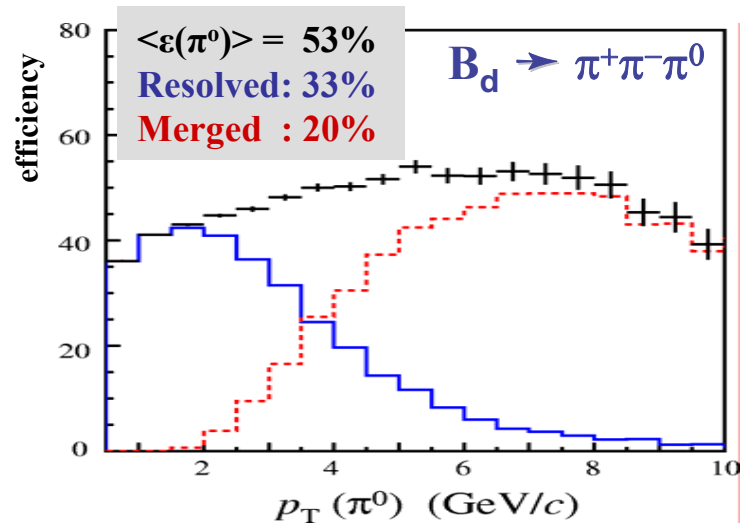 <ε(π⁰)> = 53%
Resolved: 33%
Merged : 20%
B_d → π⁺π⁻π⁰
efficiency
80
60
40
20
0
2 4 6 8 10
p_T (π⁰) (GeV/c)